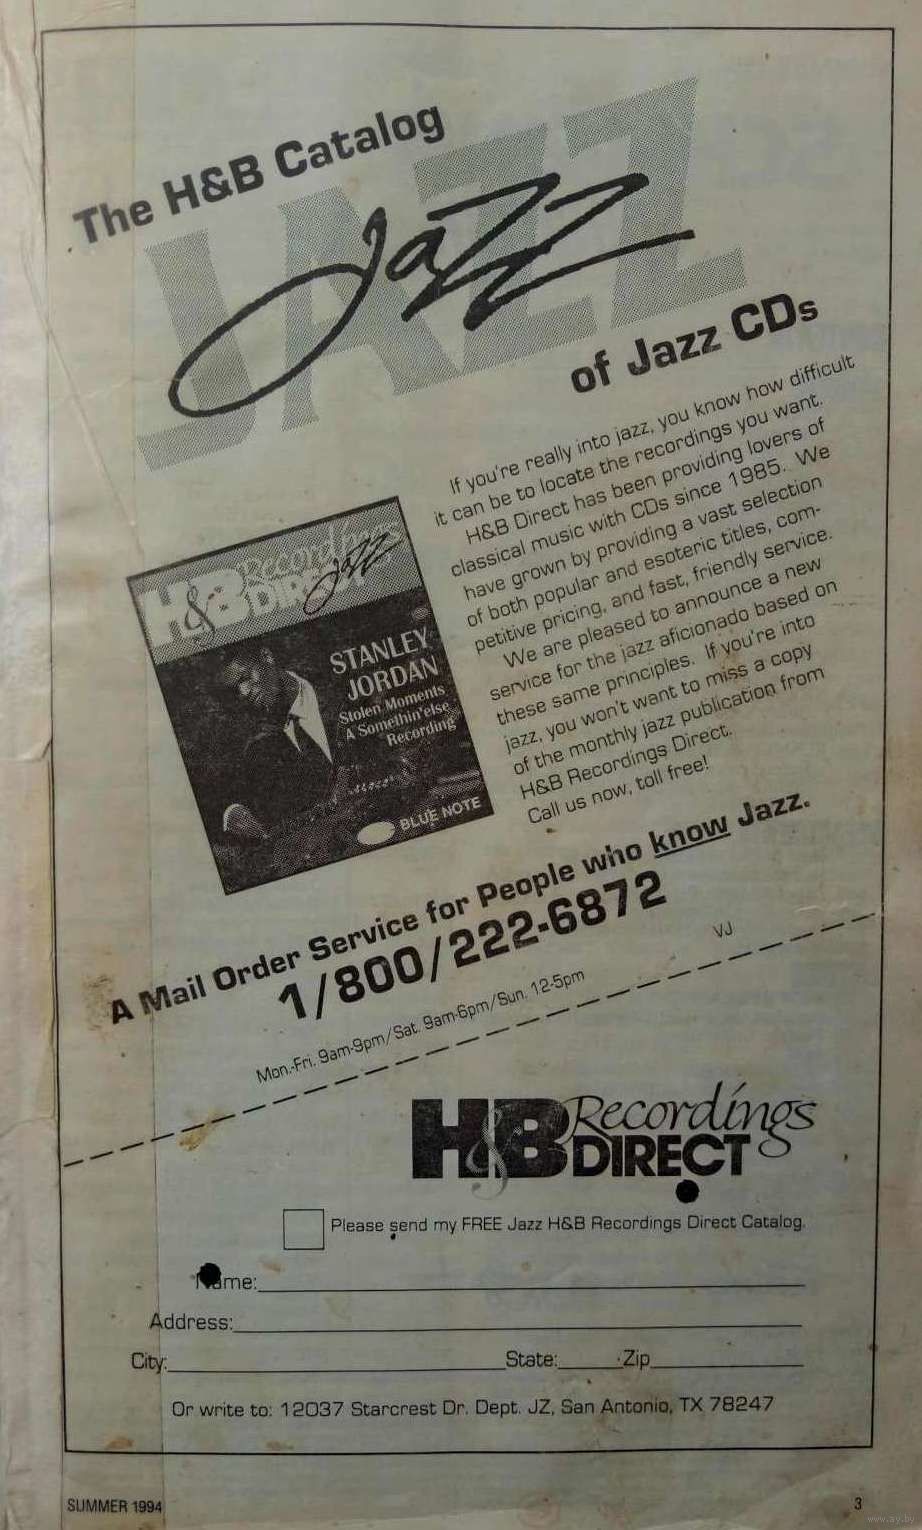 The H&B Catalog
JAZZ
Jazz
of Jazz CDs
If you're really into jazz, you know how difficult
it can be to locate the recordings you want.
H&B Direct has been providing lovers of
classical music with CDs since 1985. We
have grown by providing a vast selection
of both popular and esoteric titles, com-
petitive pricing, and fast, friendly service.
We are pleased to announce a new
service for the jazz aficionado based on
these same principles. If you're into
jazz, you won't want to miss a copy
of the monthly jazz publication from
H&B Recordings Direct.
Call us now, toll free!
H&B Recordings
DIRECT Jazz
STANLEY
JORDAN
Stolen Moments
A Somethin'else
Recording
BLUE NOTE
A Mail Order Service for People who know Jazz.
1/800/222-6872
VJ
Mon.-Fri. 9am-9pm/Sat. 9am-6pm/Sun. 12-5pm
H&B Recordings
DIRECT
Please send my FREE Jazz H&B Recordings Direct Catalog.
Name:
Address:
City: State: Zip
Or write to: 12037 Starcrest Dr. Dept. JZ, San Antonio, TX 78247
SUMMER 1994 3
www.ay.by